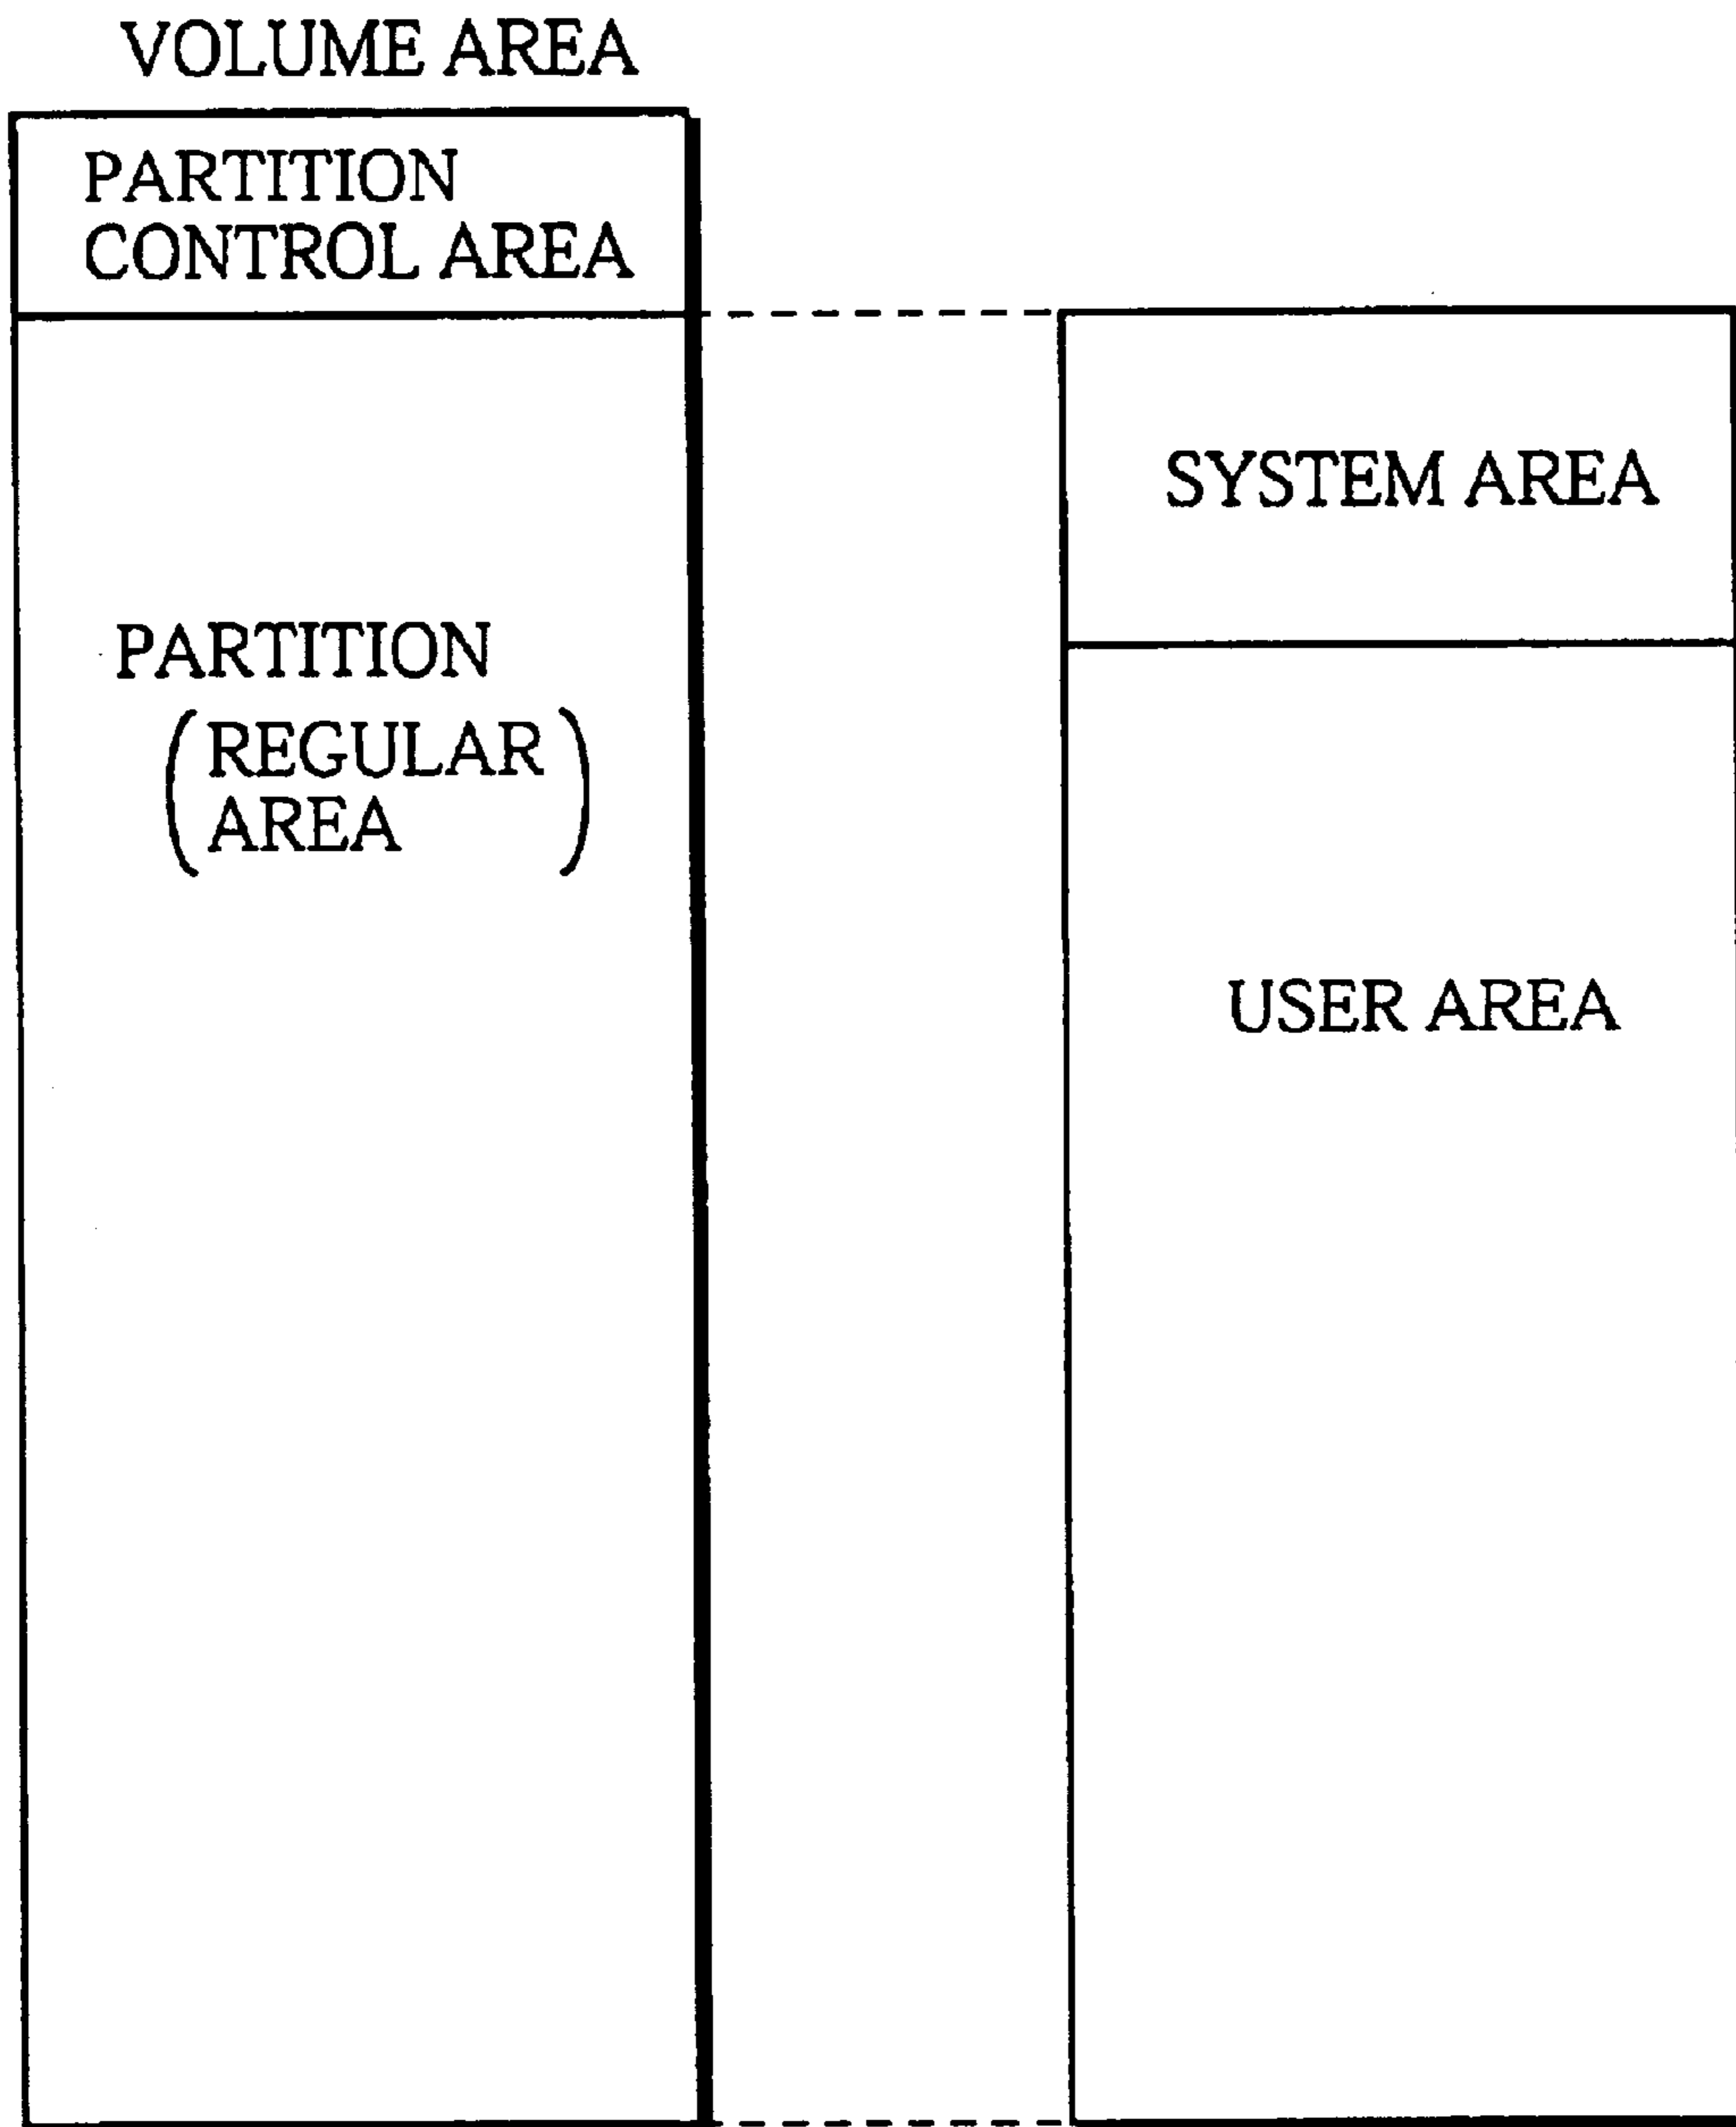 VOLUME AREA
PARTITION
CONTROL AREA
PARTITION
(REGULAR
AREA)
SYSTEM AREA
USER AREA